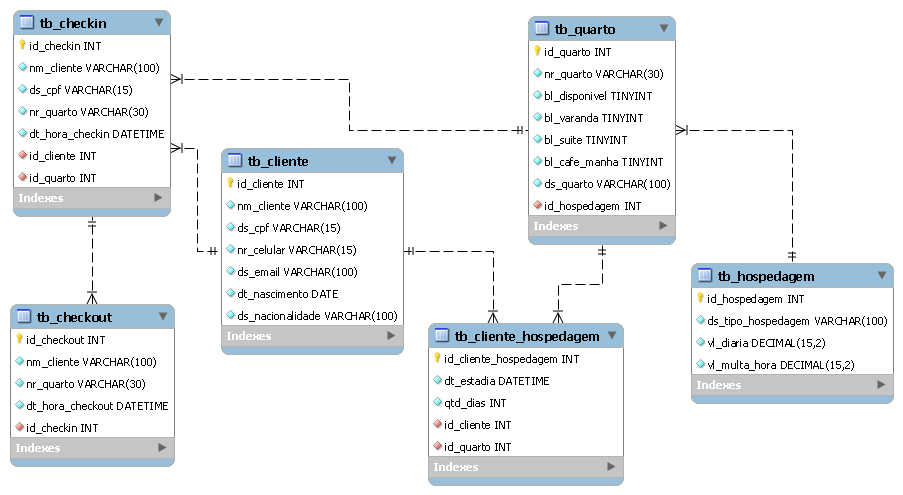 tb_checkin
id_checkin INT
nm_cliente VARCHAR(100)
ds_cpf VARCHAR(15)
nr_quarto VARCHAR(30)
dt_hora_checkin DATETIME
id_cliente INT
id_quarto INT
Indexes
tb_quarto
id_quarto INT
nr_quarto VARCHAR(30)
bl_disponivel TINYINT
bl_varanda TINYINT
bl_suite TINYINT
bl_cafe_manha TINYINT
ds_quarto VARCHAR(100)
id_hospedagem INT
Indexes
tb_cliente
id_cliente INT
nm_cliente VARCHAR(100)
ds_cpf VARCHAR(15)
nr_celular VARCHAR(15)
ds_email VARCHAR(100)
dt_nascimento DATE
ds_nacionalidade VARCHAR(100)
Indexes
tb_hospedagem
id_hospedagem INT
ds_tipo_hospedagem VARCHAR(100)
vl_diaria DECIMAL(15,2)
vl_multa_hora DECIMAL(15,2)
Indexes
tb_checkout
id_checkout INT
nm_cliente VARCHAR(100)
nr_quarto VARCHAR(30)
dt_hora_checkout DATETIME
id_checkin INT
Indexes
tb_cliente_hospedagem
id_cliente_hospedagem INT
dt_estadia DATETIME
qtd_dias INT
id_cliente INT
id_quarto INT
Indexes